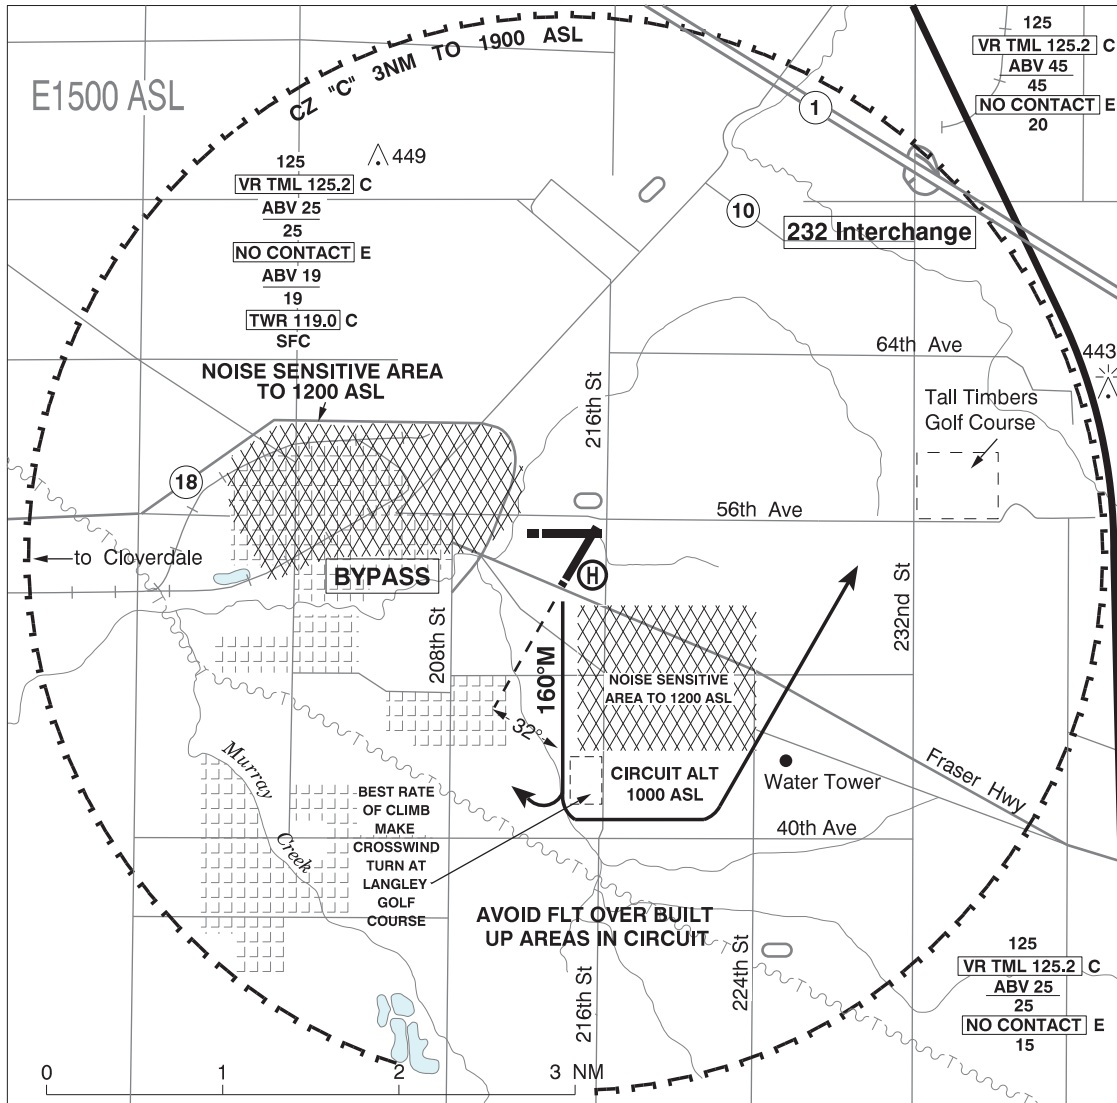 CZ "C" 3NM TO 1900 ASL
E1500 ASL
125
VR TML 125.2 C
ABV 45
45
NO CONTACT E
20
1
449
125
VR TML 125.2 C
ABV 25
25
NO CONTACT E
ABV 19
19
TWR 119.0 C
SFC
10
232 Interchange
64th Ave
443
NOISE SENSITIVE AREA
TO 1200 ASL
216th St
Tall Timbers
Golf Course
18
56th Ave
to Cloverdale
BYPASS
H
232nd St
208th St
160°M
NOISE SENSITIVE
AREA TO 1200 ASL
32°
Murray
Creek
CIRCUIT ALT
1000 ASL
Water Tower
Fraser Hwy
BEST RATE
OF CLIMB
MAKE
CROSSWIND
TURN AT
LANGLEY
GOLF
COURSE
40th Ave
AVOID FLT OVER BUILT
UP AREAS IN CIRCUIT
216th St
224th St
125
VR TML 125.2 C
ABV 25
25
NO CONTACT E
15
0 1 2 3 NM
T T T T T T T T T T T T